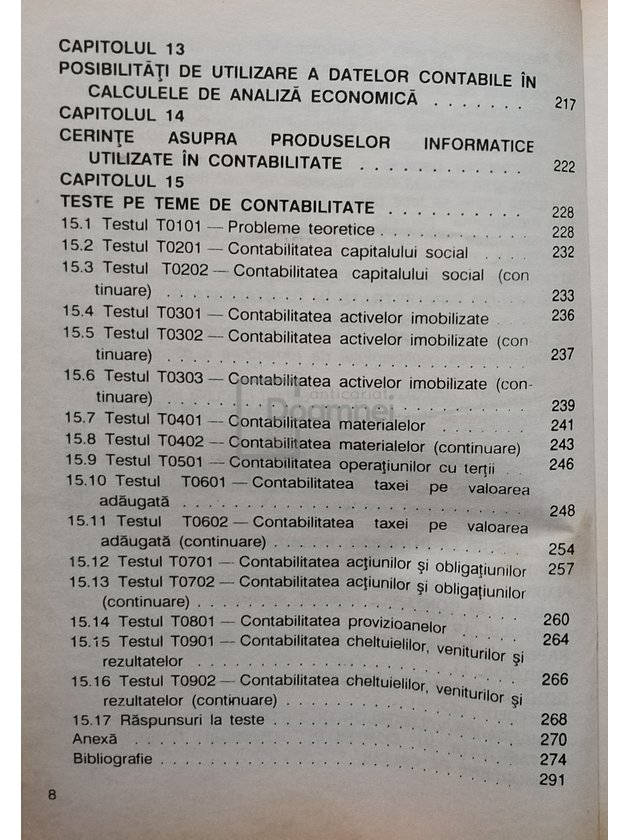 CAPITOLUL 13
POSIBILITĂŢI DE UTILIZARE A DATELOR CONTABILE ÎN
CALCULELE DE ANALIZĂ ECONOMICĂ . . . . . . . 217
CAPITOLUL 14
CERINŢE ASUPRA PRODUSELOR INFORMATICE
UTILIZATE ÎN CONTABILITATE . . . . . . . . . . . . 222
CAPITOLUL 15
TESTE PE TEME DE CONTABILITATE . . . . . . . . . . 228
15.1 Testul T0101 — Probleme teoretice . . . . . . . . . 228
15.2 Testul T0201 — Contabilitatea capitalului social . . . . 232
15.3 Testul T0202 — Contabilitatea capitalului social (con
tinuare) . . . . . . . . . . . . . . . . . . . . . . 233
15.4 Testul T0301 — Contabilitatea activelor imobilizate . . . 236
15.5 Testul T0302 — Contabilitatea activelor imobilizate (con
tinuare) . . . . . . . . . . . . . . . . . . . . . . 237
15.6 Testul T0303 — Contabilitatea activelor imobilizate (con-
tinuare) . . . . . . . . . . . . . . . . . . . . . . 239
anticariat
Doamnei
15.7 Testul T0401 — Contabilitatea materialelor . . . . . . 241
15.8 Testul T0402 — Contabilitatea materialelor (continuare) 243
15.9 Testul T0501 — Contabilitatea operaţiunilor cu terţii . . 246
15.10 Testul T0601 — Contabilitatea taxei pe valoarea
adăugată . . . . . . . . . . . . . . . . . . . . . 248
15.11 Testul T0602 — Contabilitatea taxei pe valoarea
adăugată (continuare) . . . . . . . . . . . . . . . 254
15.12 Testul T0701 — Contabilitatea acţiunilor şi obligaţiunilor 257
15.13 Testul T0702 — Contabilitatea acţiunilor şi obligaţiunilor
(continuare) . . . . . . . . . . . . . . . . . . . . 260
15.14 Testul T0801 — Contabilitatea provizioanelor . . . . . 264
15.15 Testul T0901 — Contabilitatea cheltuielilor, veniturilor şi
rezultatelor . . . . . . . . . . . . . . . . . . . . 266
15.16 Testul T0902 — Contabilitatea cheltuielilor, veniturilor şi
rezultatelor (continuare) . . . . . . . . . . . . . . 268
15.17 Răspunsuri la teste . . . . . . . . . . . . . . . . 270
Anexă . . . . . . . . . . . . . . . . . . . . . . . . 274
Bibliografie . . . . . . . . . . . . . . . . . . . . . . 291
8